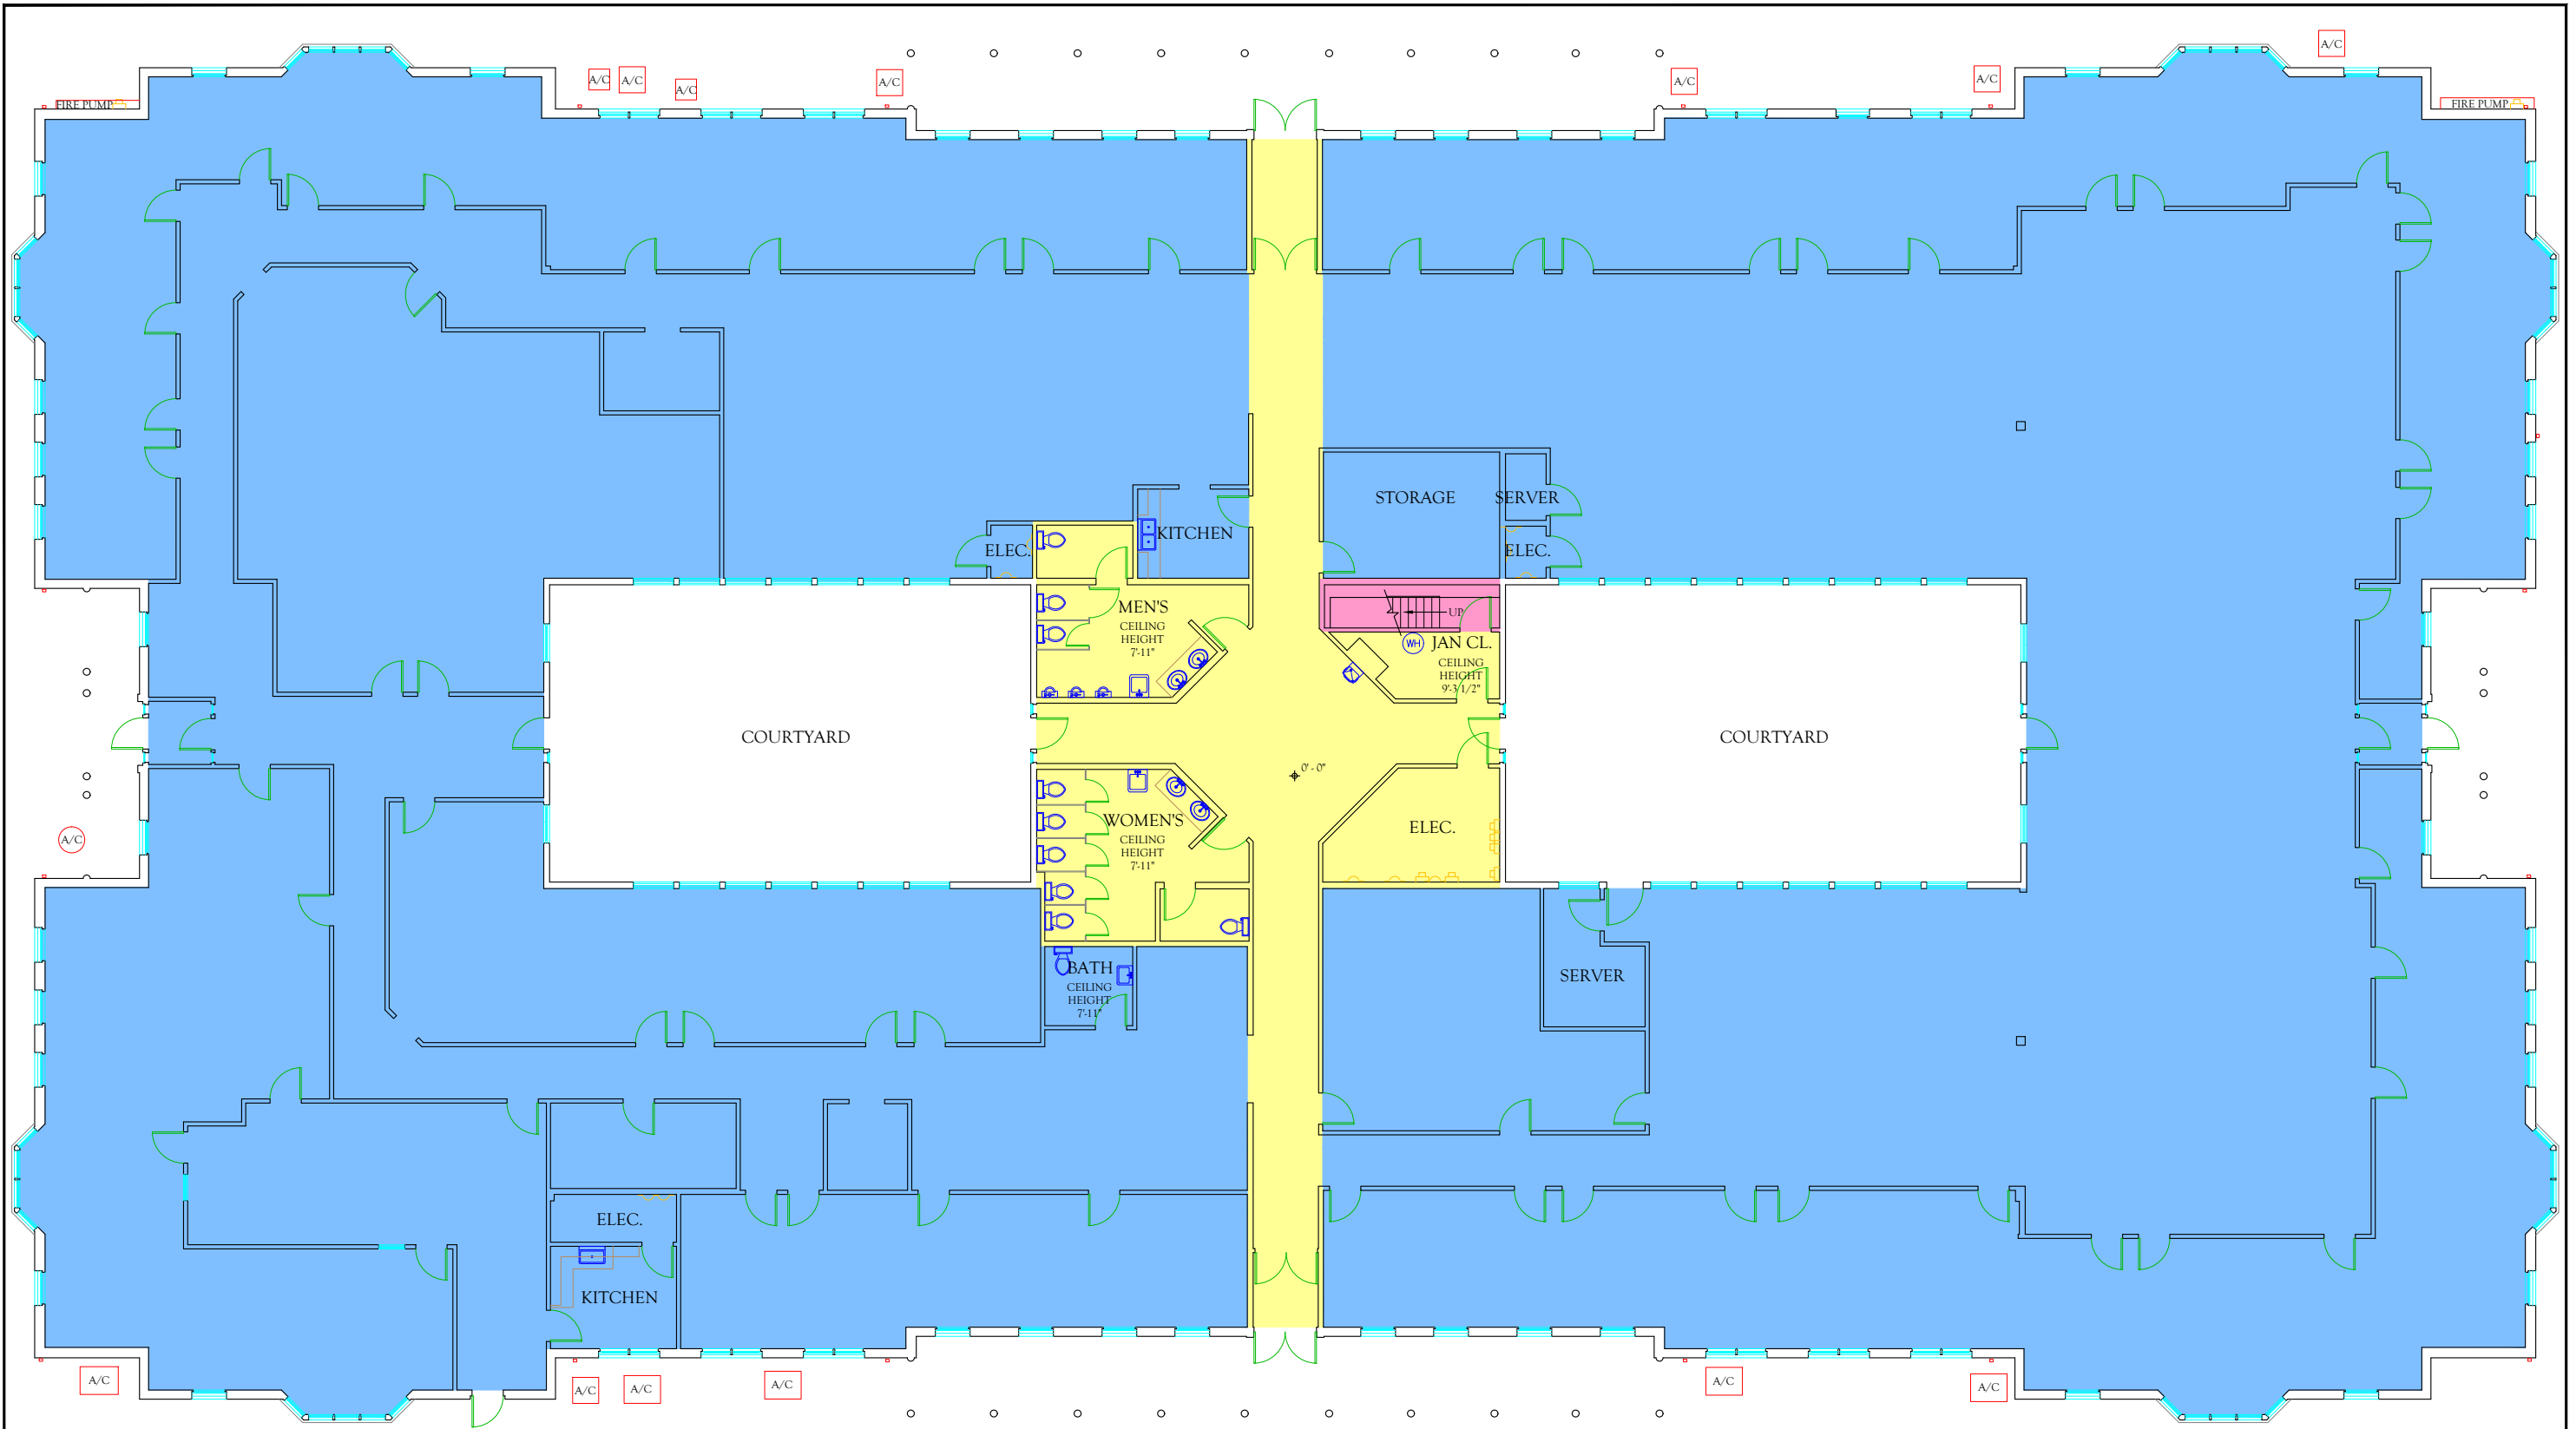 A/C
A/C
A/C
A/C
A/C
A/C
A/C
FIRE PUMP
FIRE PUMP
STORAGE
SERVER
KITCHEN
ELEC.
ELEC.
MEN'S
CEILING
HEIGHT
7'-11"
UP
WH
JAN CL.
CEILING
HEIGHT
9'-3 1/2"
COURTYARD
COURTYARD
0' - 0"
A/C
WOMEN'S
CEILING
HEIGHT
7'-11"
ELEC.
BATH
CEILING
HEIGHT
7'-11"
SERVER
ELEC.
KITCHEN
A/C
A/C
A/C
A/C
A/C
A/C